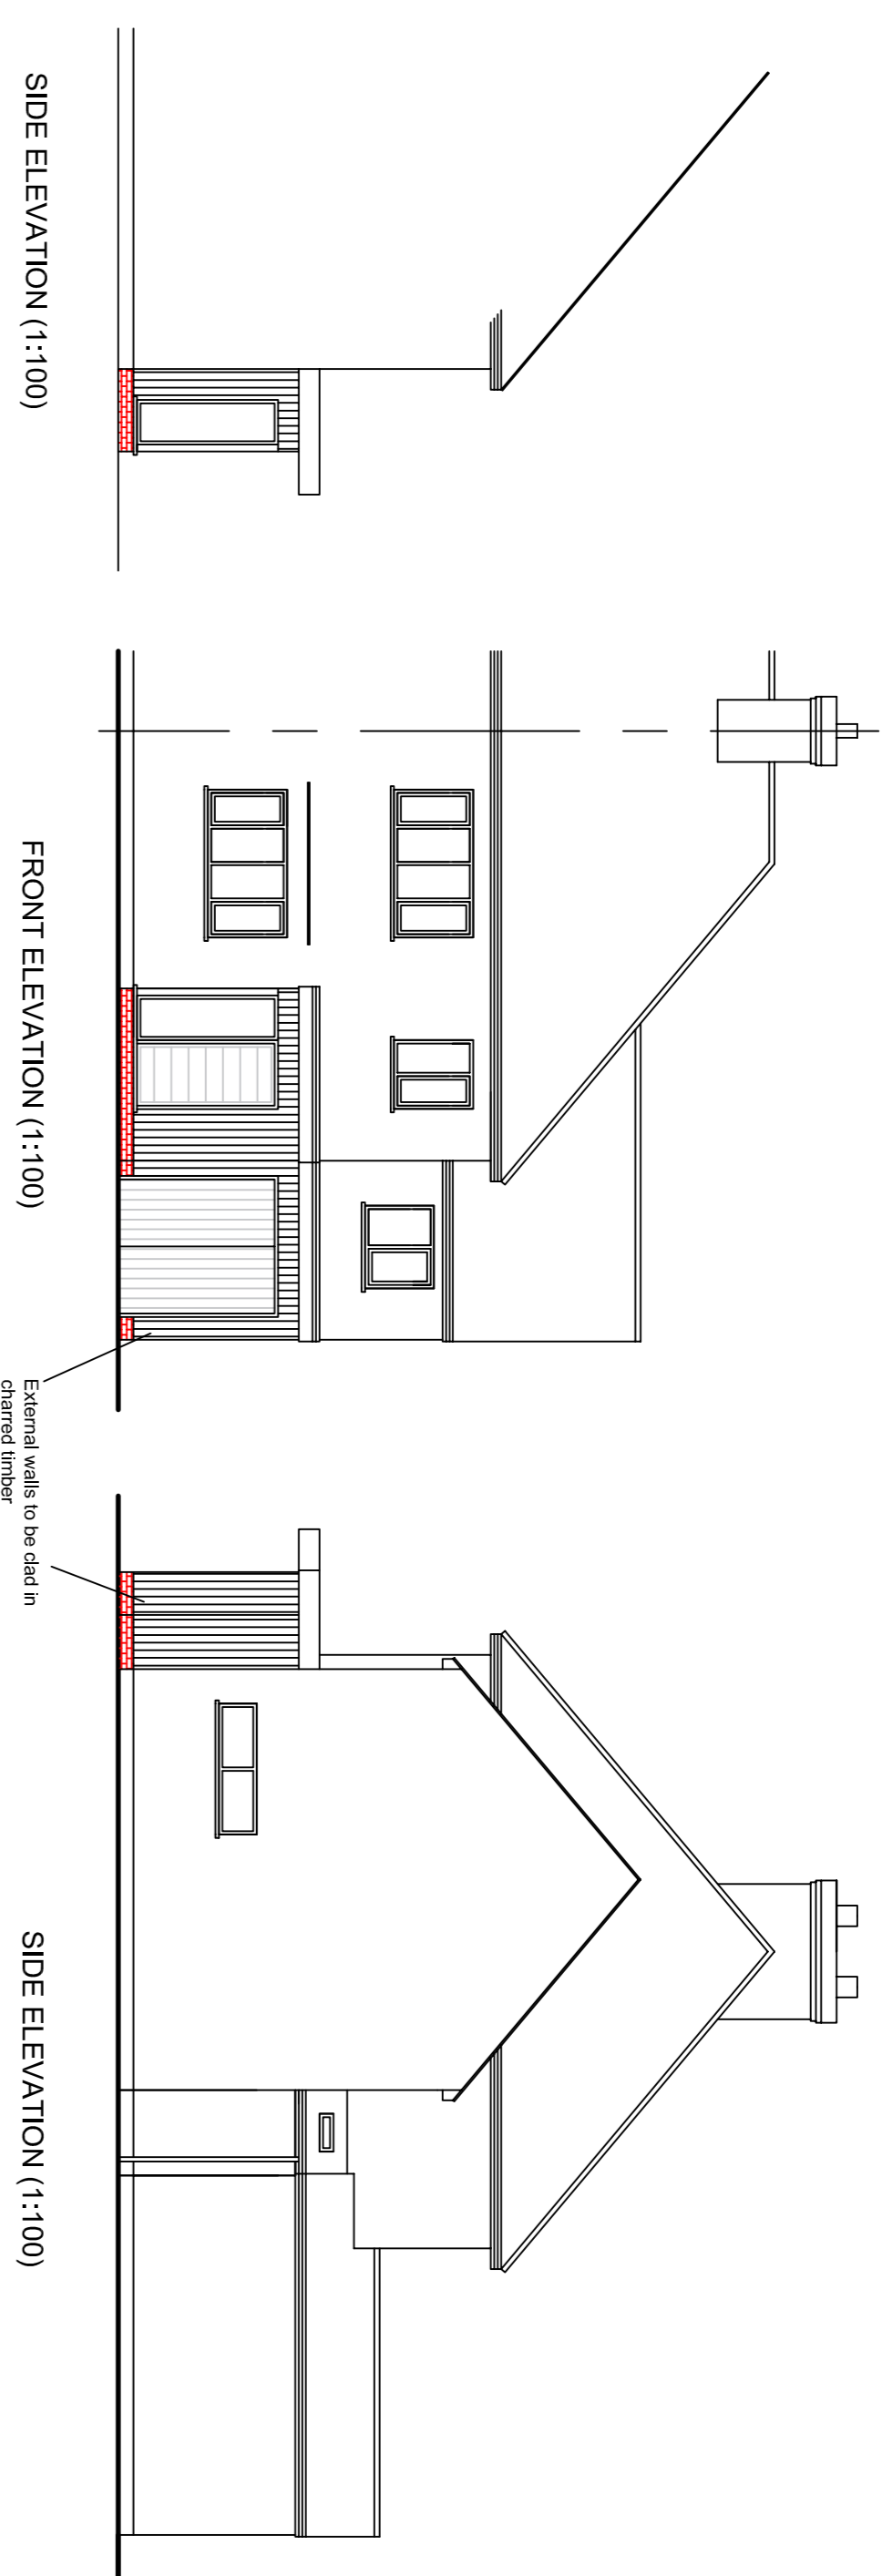 SIDE ELEVATION (1:100)
FRONT ELEVATION (1:100)
External walls to be clad in
charred timber
SIDE ELEVATION (1:100)